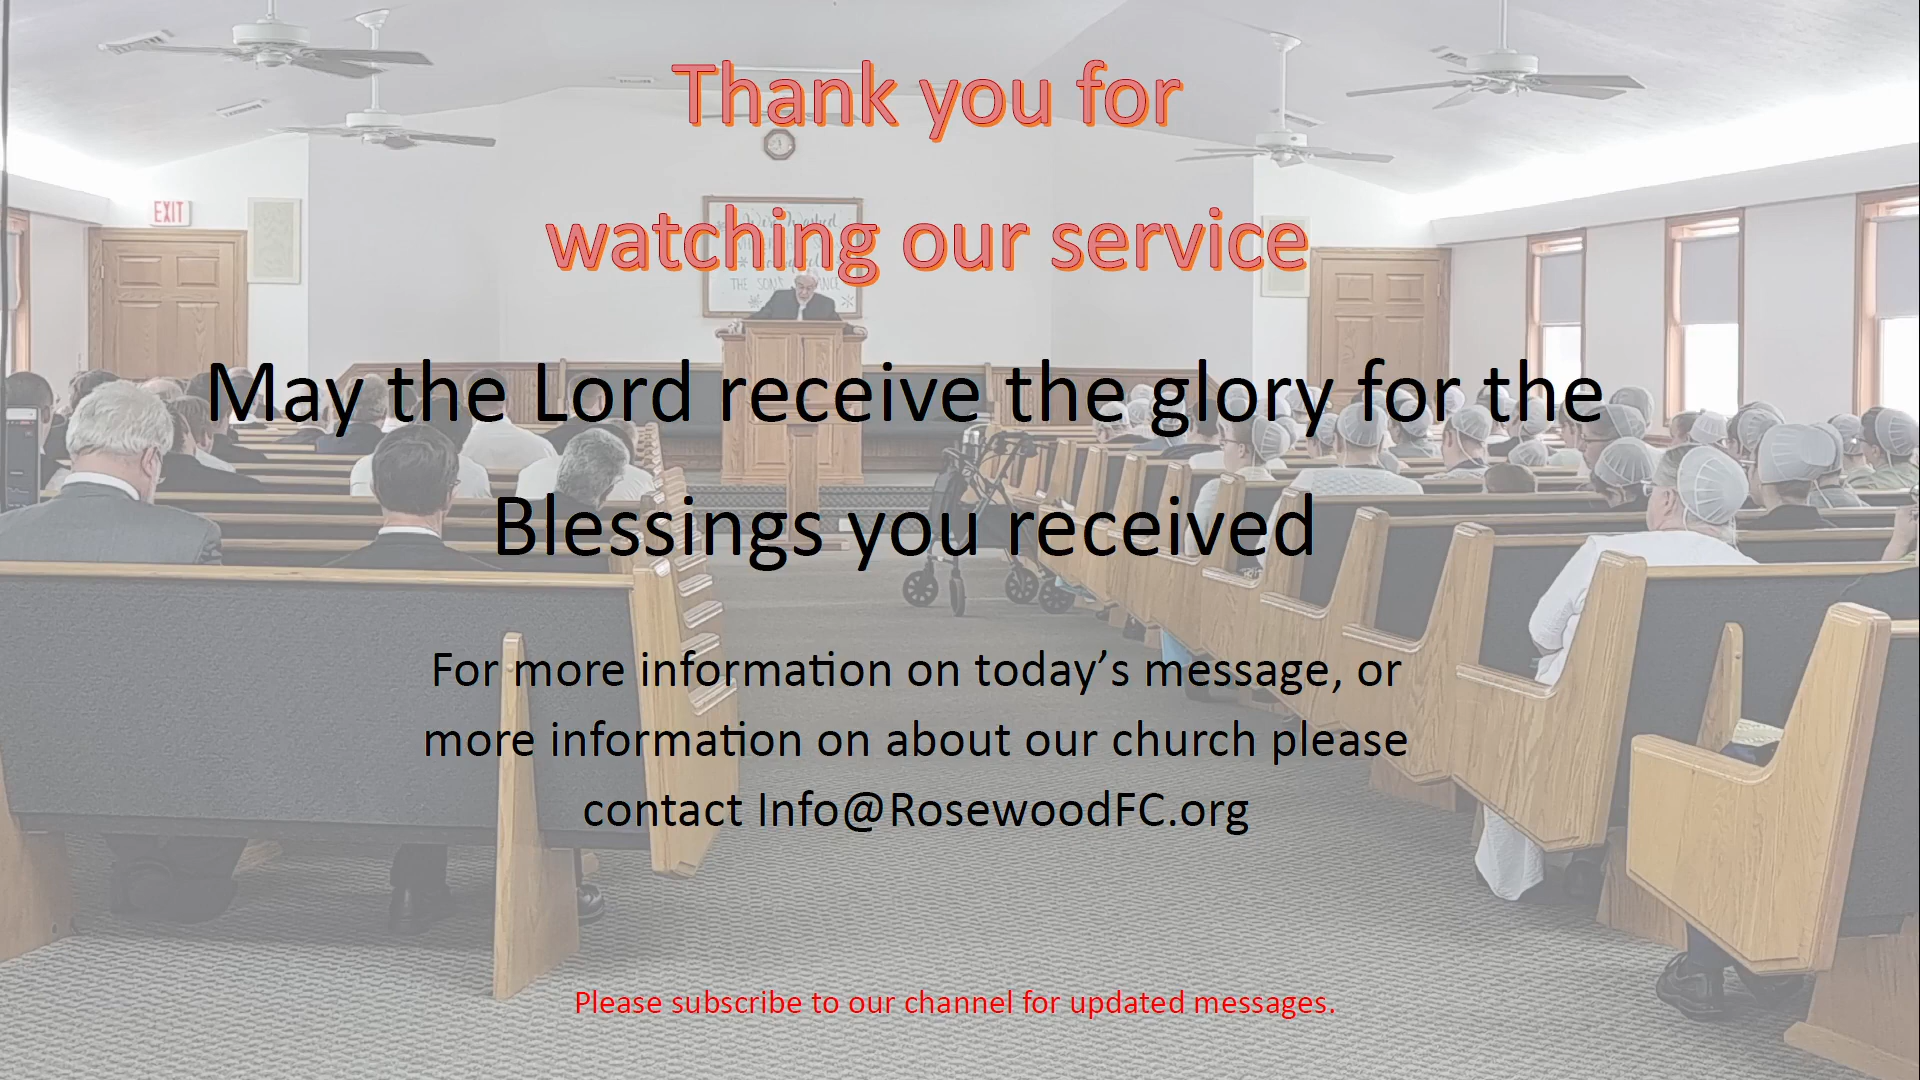 Thank you for
EXIT
watching our service
THE SON'S
May the Lord receive the glory for the
Blessings you received
For more information on today’s message, or
more information on about our church please
contact Info@RosewoodFC.org
Please subscribe to our channel for updated messages.